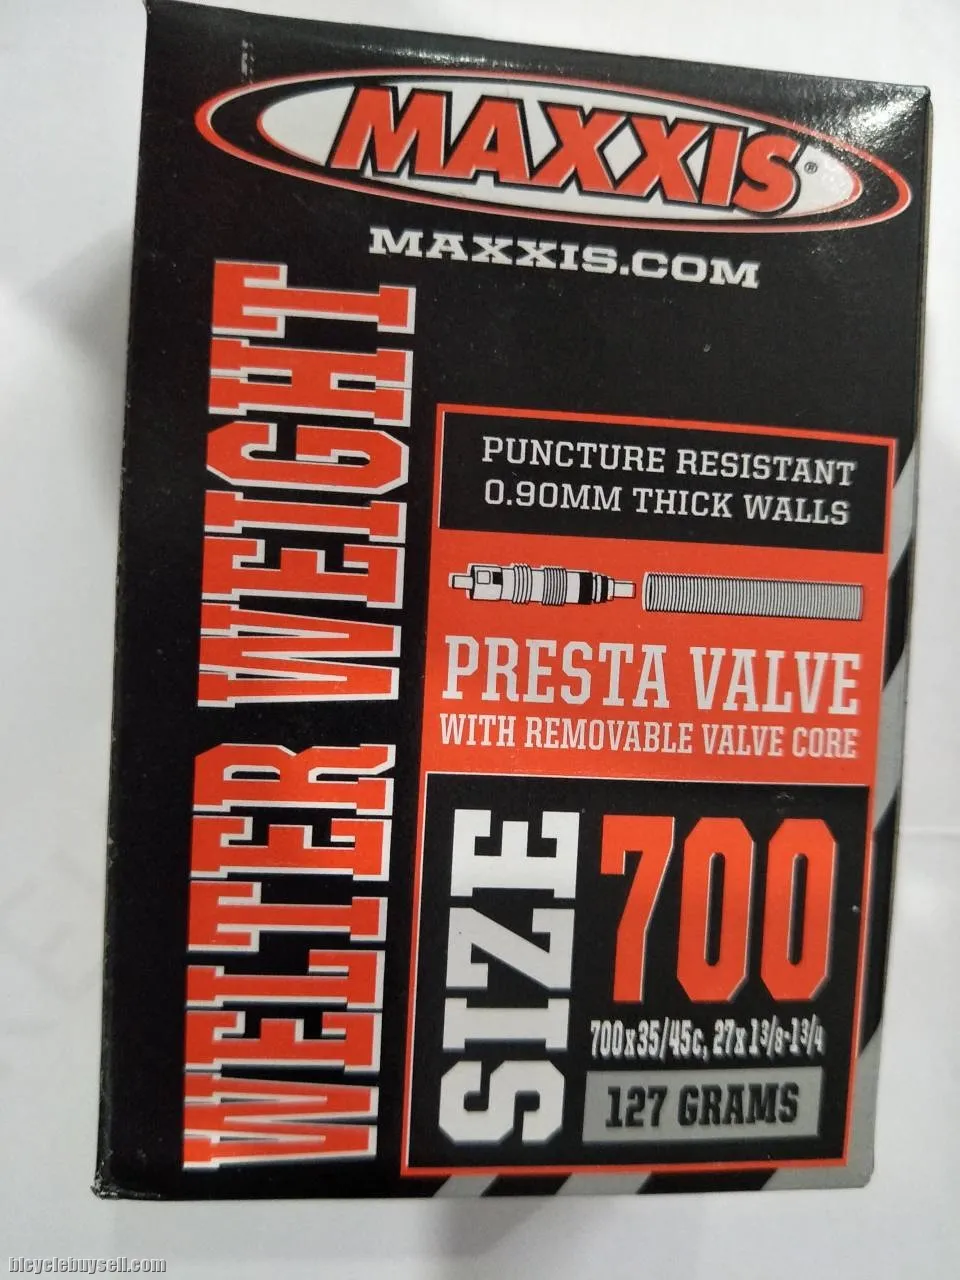 MAXXIS®
MAXXIS.COM
WELTER WEIGHT
PUNCTURE RESISTANT
0.90MM THICK WALLS
PRESTA VALVE
WITH REMOVABLE VALVE CORE
SIZE
700
700x35/45c, 27x1 3/8-1 3/4
127 GRAMS
bicyclebuysell.com